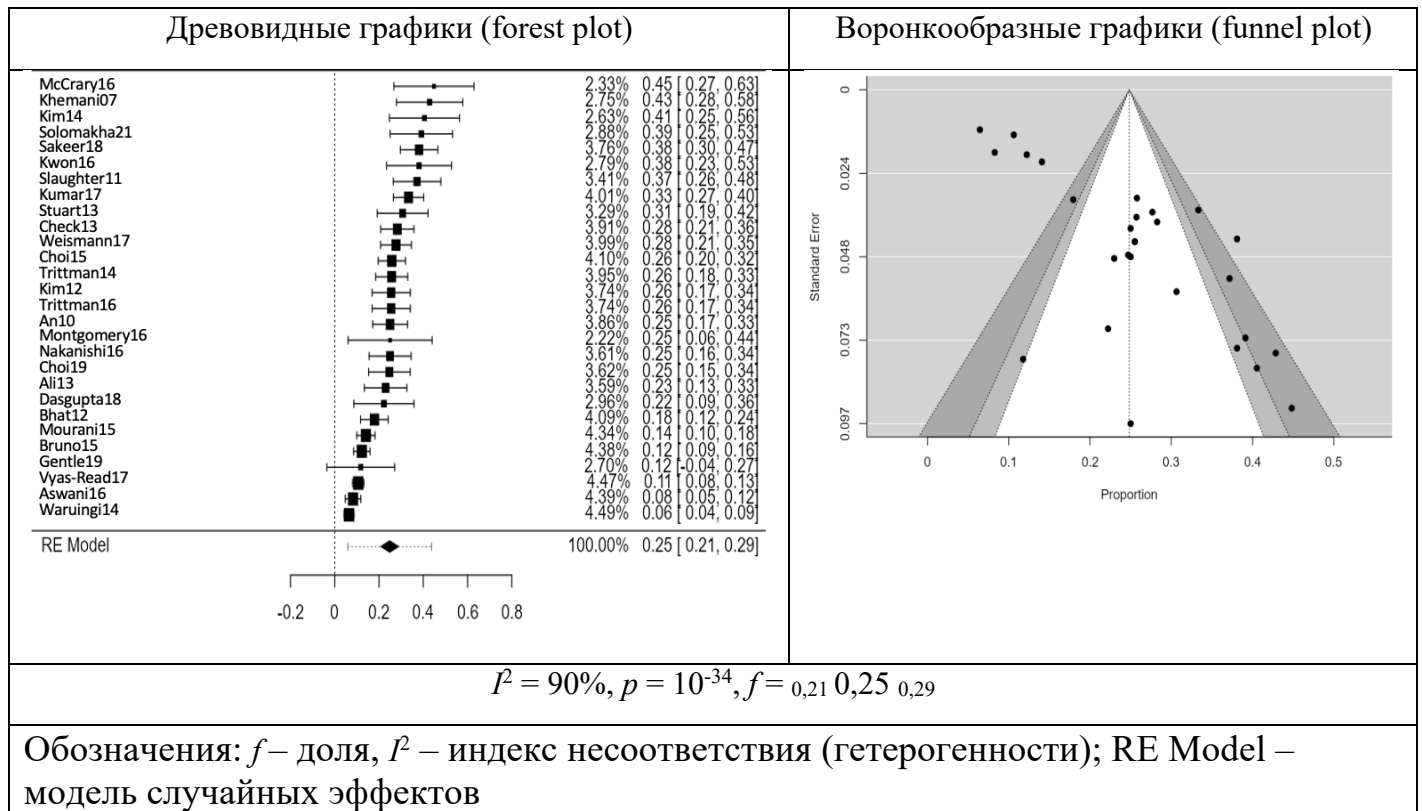 Древовидные графики (forest plot)
Воронкообразные графики (funnel plot)
McCrary16 2.33% 0.45 [ 0.27, 0.63]
Khemani07 2.75% 0.43 [ 0.28, 0.58]
Kim14 2.63% 0.41 [ 0.25, 0.56]
Solomakha21 2.88% 0.39 [ 0.25, 0.53]
Sakeer18 3.76% 0.38 [ 0.30, 0.47]
Kwon16 2.79% 0.38 [ 0.23, 0.53]
Slaughter11 3.41% 0.37 [ 0.26, 0.48]
Kumar17 4.01% 0.33 [ 0.27, 0.40]
Stuart13 3.29% 0.31 [ 0.19, 0.42]
Check13 3.91% 0.28 [ 0.21, 0.36]
Weismann17 3.99% 0.28 [ 0.21, 0.35]
Choi15 4.10% 0.26 [ 0.20, 0.32]
Trittman14 3.95% 0.26 [ 0.18, 0.33]
Kim12 3.74% 0.26 [ 0.17, 0.34]
Trittman16 3.74% 0.26 [ 0.17, 0.34]
An10 3.86% 0.25 [ 0.17, 0.33]
Montgomery16 2.22% 0.25 [ 0.06, 0.44]
Nakanishi16 3.61% 0.25 [ 0.16, 0.34]
Choi19 3.62% 0.25 [ 0.15, 0.34]
Ali13 3.59% 0.23 [ 0.13, 0.33]
Dasgupta18 2.96% 0.22 [ 0.09, 0.36]
Bhat12 4.09% 0.18 [ 0.12, 0.24]
Mourani15 4.34% 0.14 [ 0.10, 0.18]
Bruno15 4.38% 0.12 [ 0.09, 0.16]
Gentle19 2.70% 0.12 [-0.04, 0.27]
Vyas-Read17 4.47% 0.11 [ 0.08, 0.13]
Aswani16 4.39% 0.08 [ 0.05, 0.12]
Waruingi14 4.49% 0.06 [ 0.04, 0.09]
RE Model 100.00% 0.25 [ 0.21, 0.29]
-0.2 0 0.2 0.4 0.6 0.8
Standard Error
0
0.024
0.048
0.073
0.097
0 0.1 0.2 0.3 0.4 0.5
Proportion
I² = 90%, p = 10⁻³⁴, f = 0,21 0,25 0,29
Обозначения: f – доля, I² – индекс несоответствия (гетерогенности); RE Model –
модель случайных эффектов